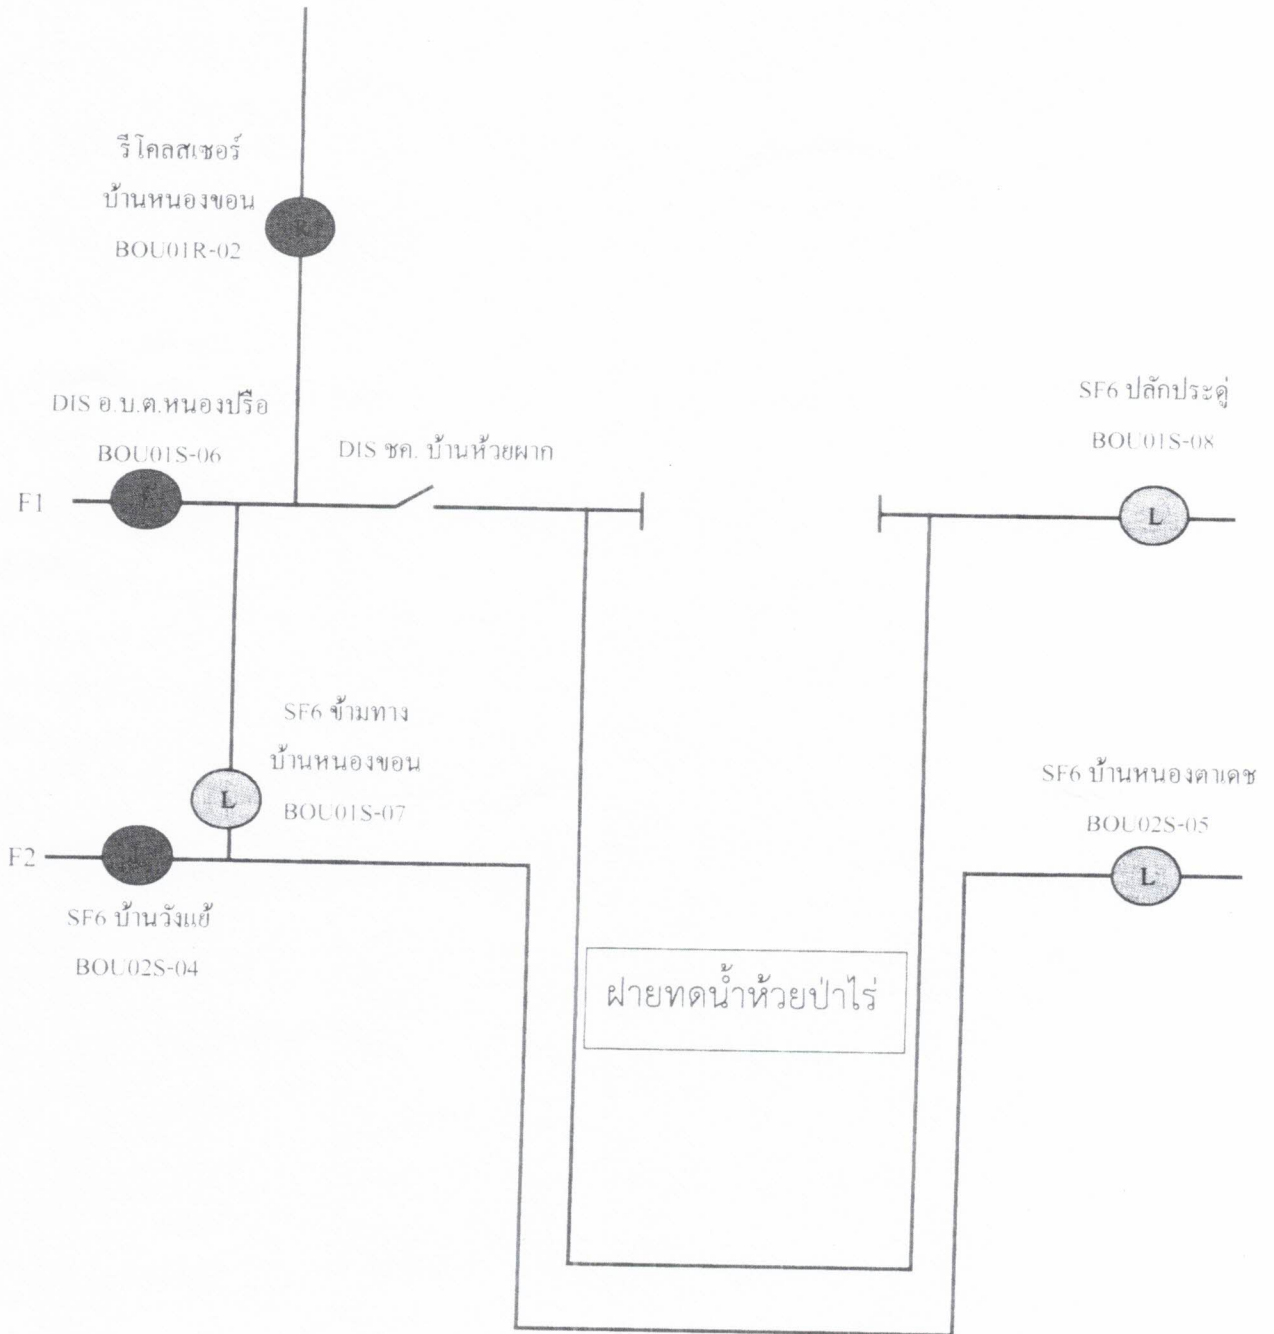 รีโคลสเซอร์
บ้านหนองขอน
BOU01R-02
R
DIS อ.บ.ต.หนองปรือ
BOU01S-06
F1
DIS ชค. บ้านห้วยผาก
SF6 ปลักประดู่
BOU01S-08
L
SF6 ข้ามทาง
บ้านหนองขอน
BOU01S-07
L
SF6 บ้านหนองตาเดช
BOU02S-05
L
F2
SF6 บ้านวังแย้
BOU02S-04
ฝายทดน้ำห้วยป่าไร่